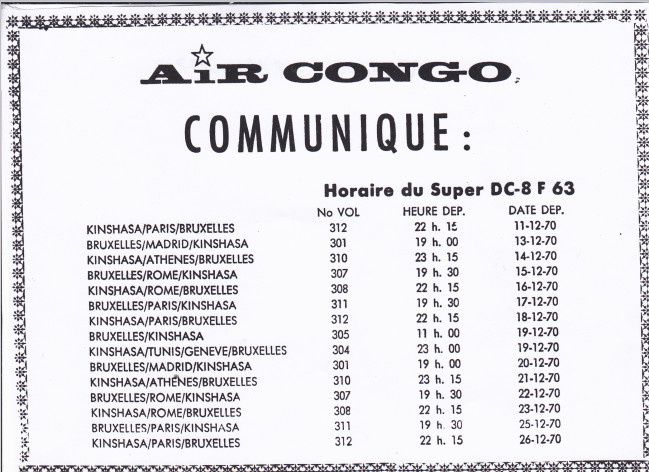 AiR CONGO
COMMUNIQUE :
Horaire du Super DC-8 F 63
No VOL HEURE DEP. DATE DEP.
KINSHASA/PARIS/BRUXELLES 312 22 h. 15 11-12-70
BRUXELLES/MADRID/KINSHASA 301 19 h. 00 13-12-70
KINSHASA/ATHENES/BRUXELLES 310 23 h. 15 14-12-70
BRUXELLES/ROME/KINSHASA 307 19 h. 30 15-12-70
KINSHASA/ROME/BRUXELLES 308 22 h. 15 16-12-70
BRUXELLES/PARIS/KINSHASA 311 19 h. 30 17-12-70
KINSHASA/PARIS/BRUXELLES 312 22 h. 15 18-12-70
BRUXELLES/KINSHASA 305 11 h. 00 19-12-70
KINSHASA/TUNIS/GENEVE/BRUXELLES 304 23 h. 00 19-12-70
BRUXELLES/MADRID/KINSHASA 301 19 h. 00 20-12-70
KINSHASA/ATHENES/BRUXELLES 310 23 h. 15 21-12-70
BRUXELLES/ROME/KINSHASA 307 19 h. 30 22-12-70
KINSHASA/ROME/BRUXELLES 308 22 h. 15 23-12-70
BRUXELLES/PARIS/KINSHASA 311 19 h. 30 25-12-70
KINSHASA/PARIS/BRUXELLES 312 22 h. 15 26-12-70